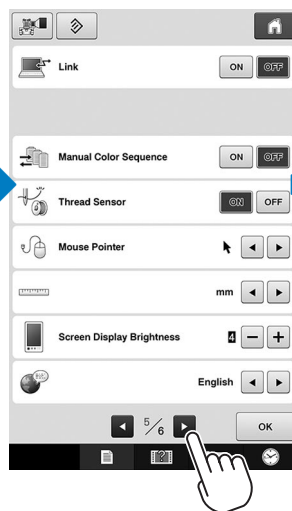 Link ON OFF
Manual Color Sequence ON OFF
Thread Sensor ON OFF
Mouse Pointer
mm
Screen Display Brightness 4 − +
English
5/6 OK